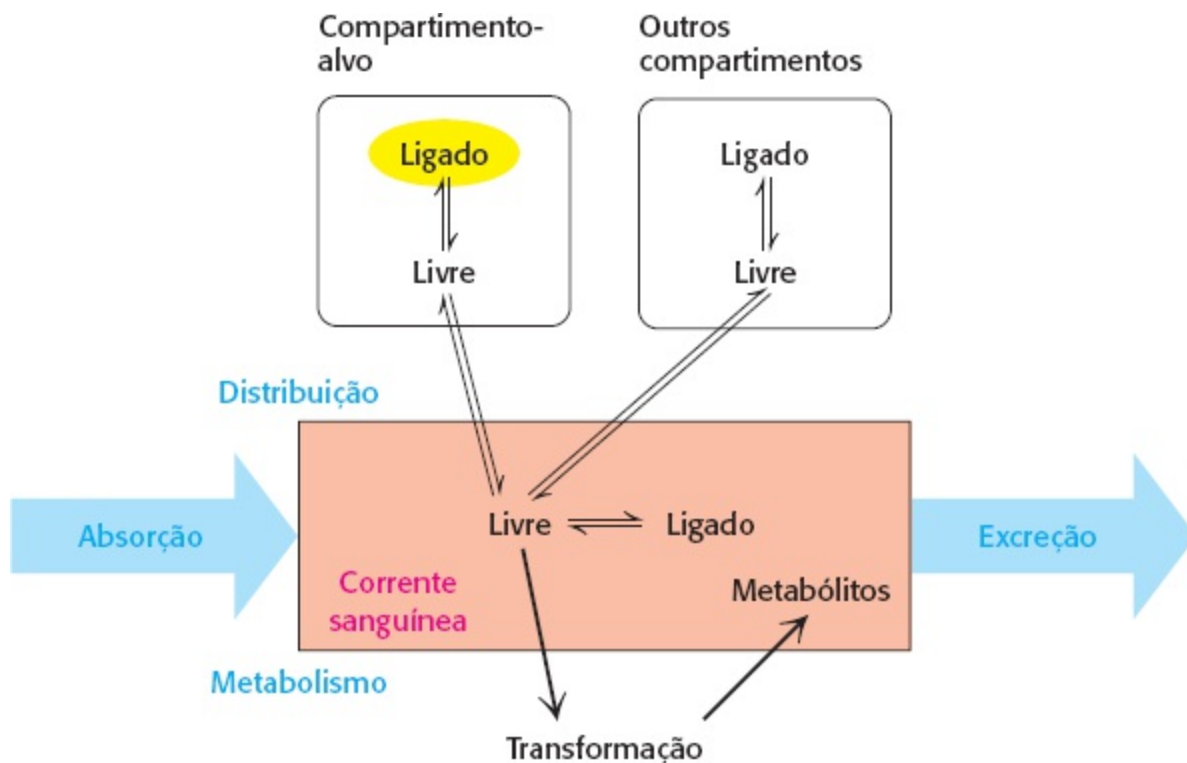 Compartimento-
alvo
Outros
compartimentos
Ligado
Livre
Ligado
Livre
Distribuição
Absorção
Livre
Ligado
Corrente
sanguínea
Metabólitos
Excreção
Metabolismo
Transformação